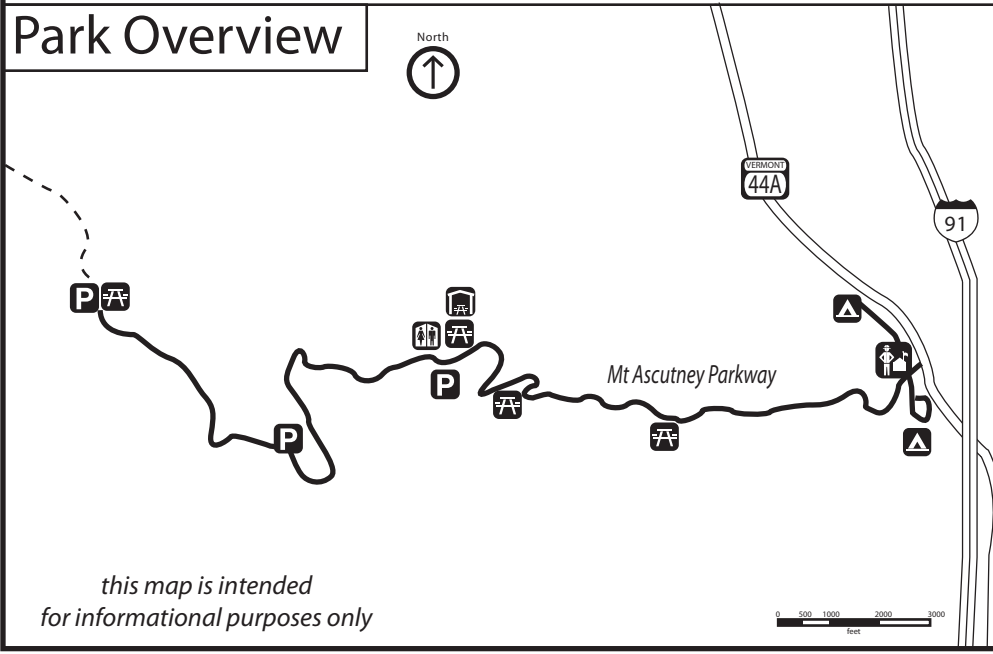 Park Overview
North
VERMONT
44A
91
P
Mt Ascutney Parkway
P
P
this map is intended
for informational purposes only
0 500 1000 2000 3000
feet